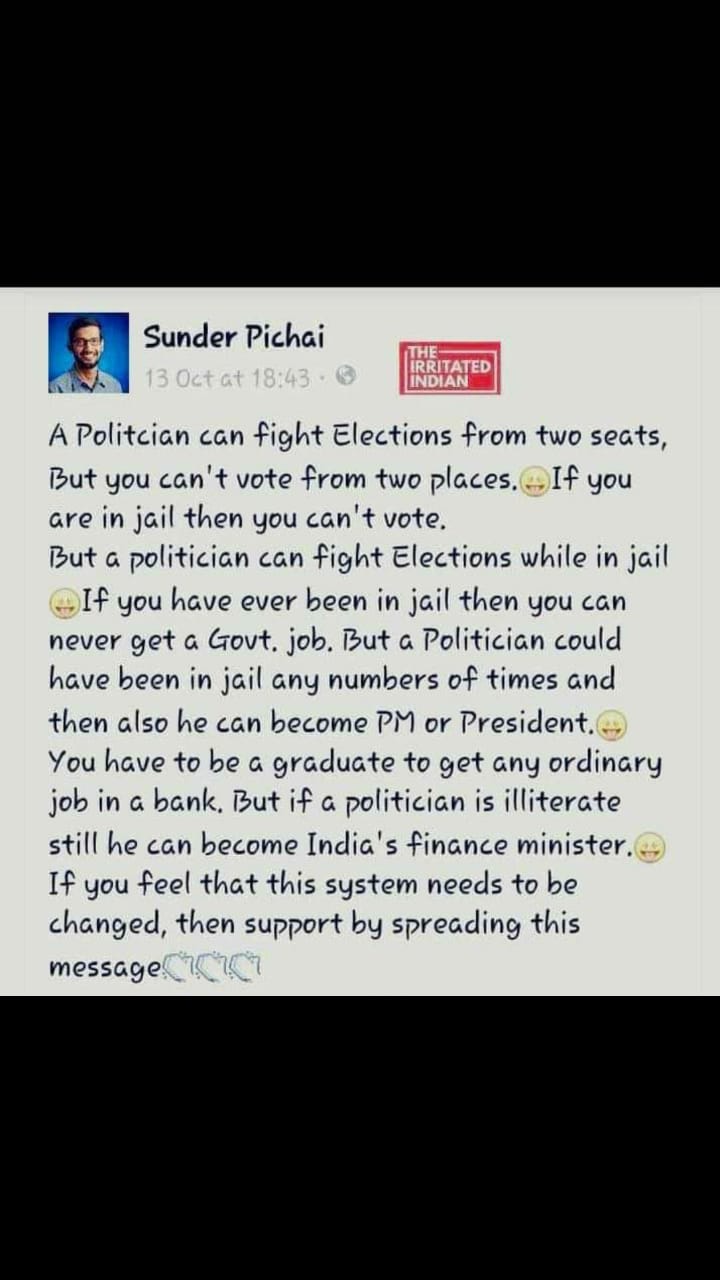 Sunder Pichai
13 Oct at 18:43 ·
THE
IRRITATED
INDIAN
A Politcian can fight Elections from two seats,
But you can't vote from two places.😛If you
are in jail then you can't vote.
But a politician can fight Elections while in jail
😛If you have ever been in jail then you can
never get a Govt. job. But a Politician could
have been in jail any numbers of times and
then also he can become PM or President.😛
You have to be a graduate to get any ordinary
job in a bank. But if a politician is illiterate
still he can become India's finance minister.😛
If you feel that this system needs to be
changed, then support by spreading this
message